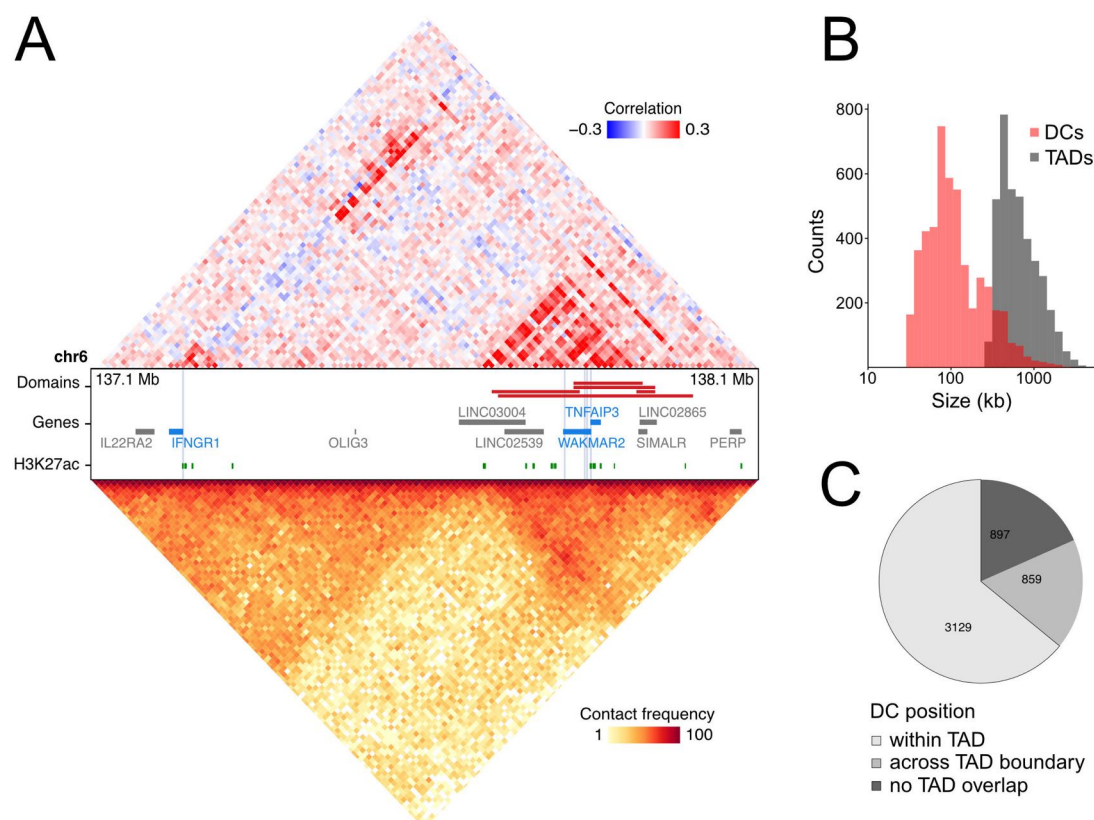 A
Correlation
−0.3 0.3
chr6
137.1 Mb 138.1 Mb
Domains
LINC03004 TNFAIP3 LINC02865
Genes
IL22RA2 IFNGR1 OLIG3 LINC02539 WAKMAR2 SIMALR PERP
H3K27ac
Contact frequency
1 100
B
800
600
400
200
Counts
DCs
TADs
10 100 1000
Size (kb)
C
897
859
3129
DC position
within TAD
across TAD boundary
no TAD overlap